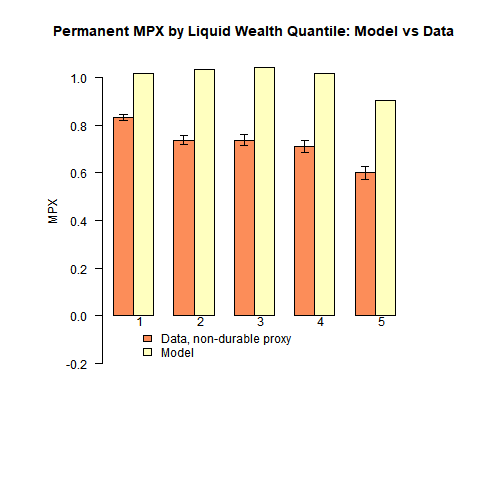 Permanent MPX by Liquid Wealth Quantile: Model vs Data
MPX
1.0
0.8
0.6
0.4
0.2
0.0
-0.2
1 2 3 4 5
Data, non-durable proxy
Model